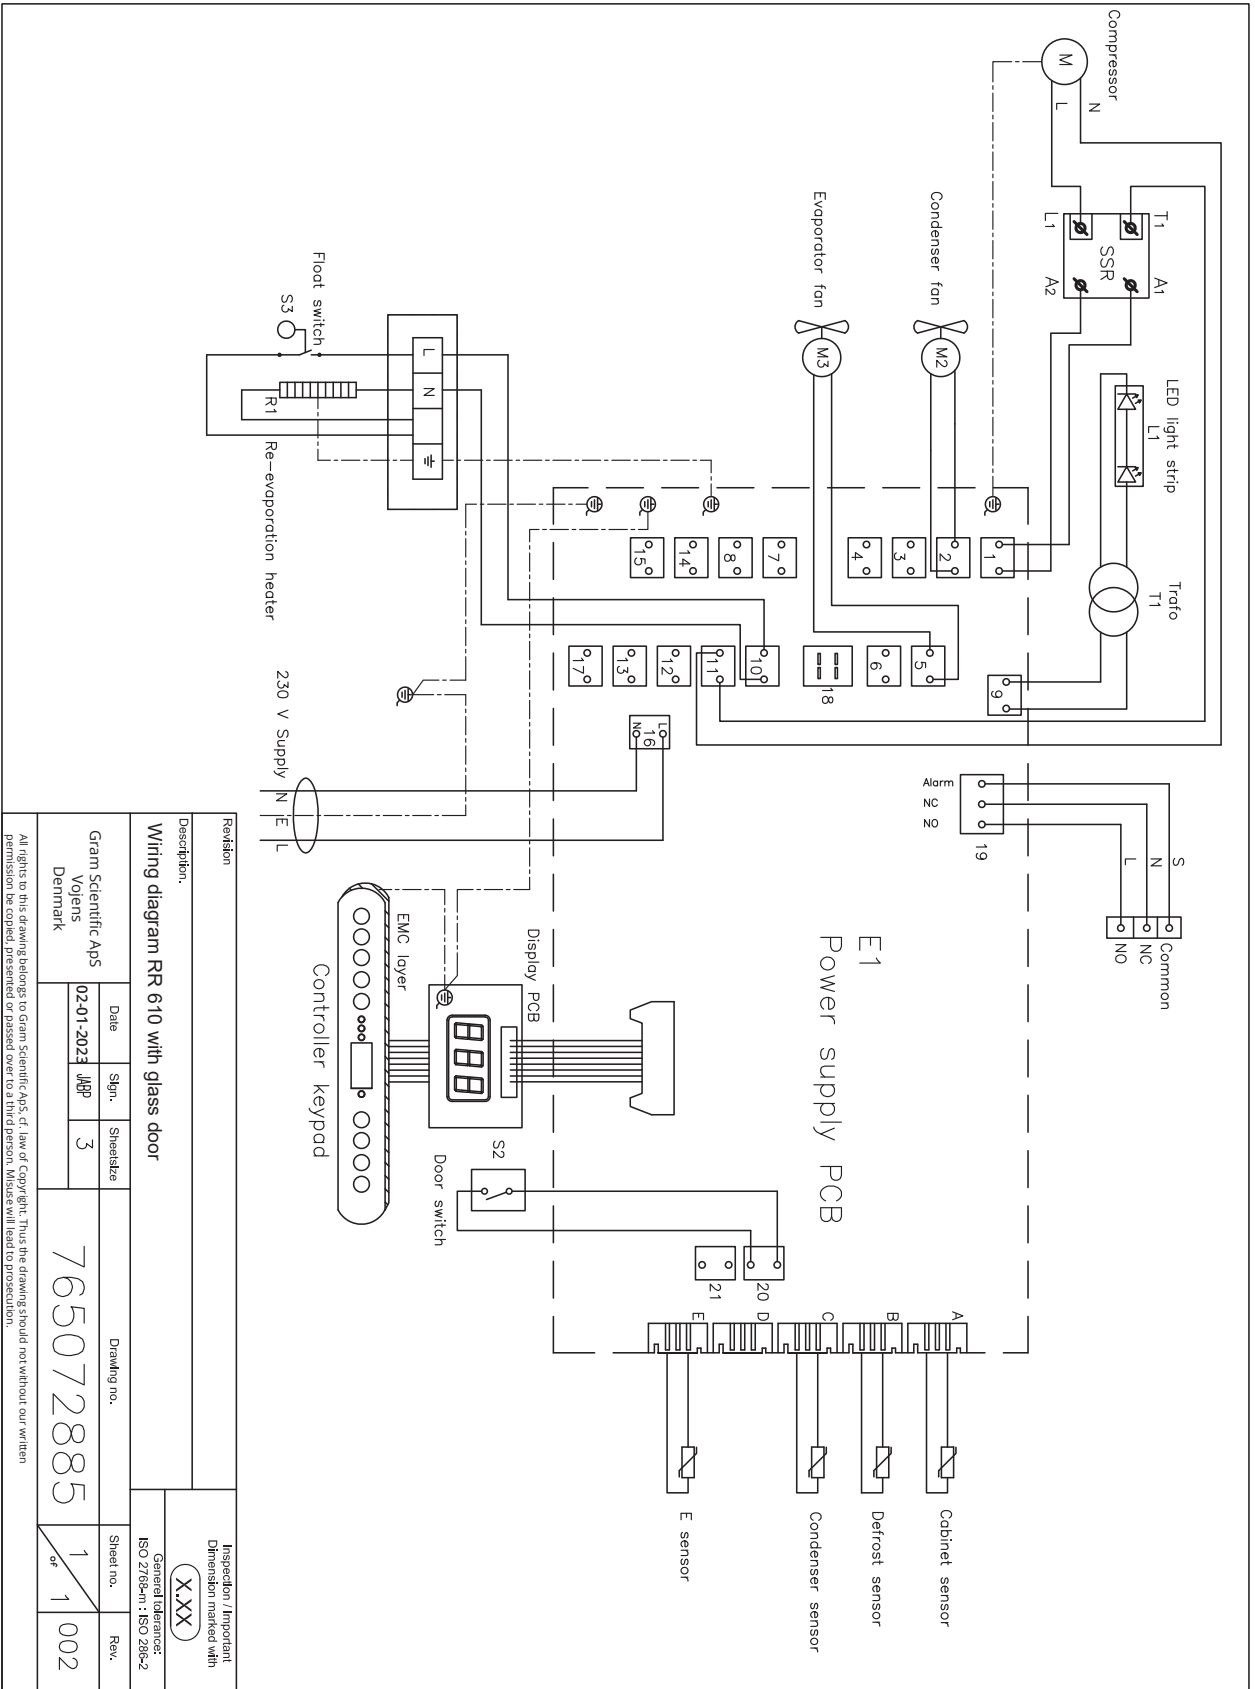 Compressor
M
N
L
T1
A1
SSR
L1
A2
LED light strip
L1
Trafo
T1
Condenser fan
M2
Evaporator fan
M3
Float switch
S3
L
N
R1
Re-evaporation heater
1
2
3
4
7
8
14
15
9
5
6
18
10
11
12
13
17
L
16
N
230 V Supply
N
E
L
Alarm
NC
NO
19
S
N
L
Common
NC
NO
E1
Power supply PCB
Display PCB
EMC layer
Controller keypad
S2
Door switch
20
21
A
B
C
D
E
Cabinet sensor
Defrost sensor
Condenser sensor
E sensor
Revision
Description.
Wiring diagram RR 610 with glass door
Inspection / Important
Dimension marked with
X.XX
Generel tolerance:
ISO 2768-m : ISO 286-2
Gram Scientific ApS
Vojens
Denmark
Date
02-01-2023
Sign.
JABP
Sheetsize
3
Drawing no.
765072885
Sheet no.
1 of 1
Rev.
002
All rights to this drawing belongs to Gram Scientific ApS, cf. law of Copyright. Thus the drawing should not without our written
permission be copied, presented or passed over to a third person. Misuse will lead to prosecution.